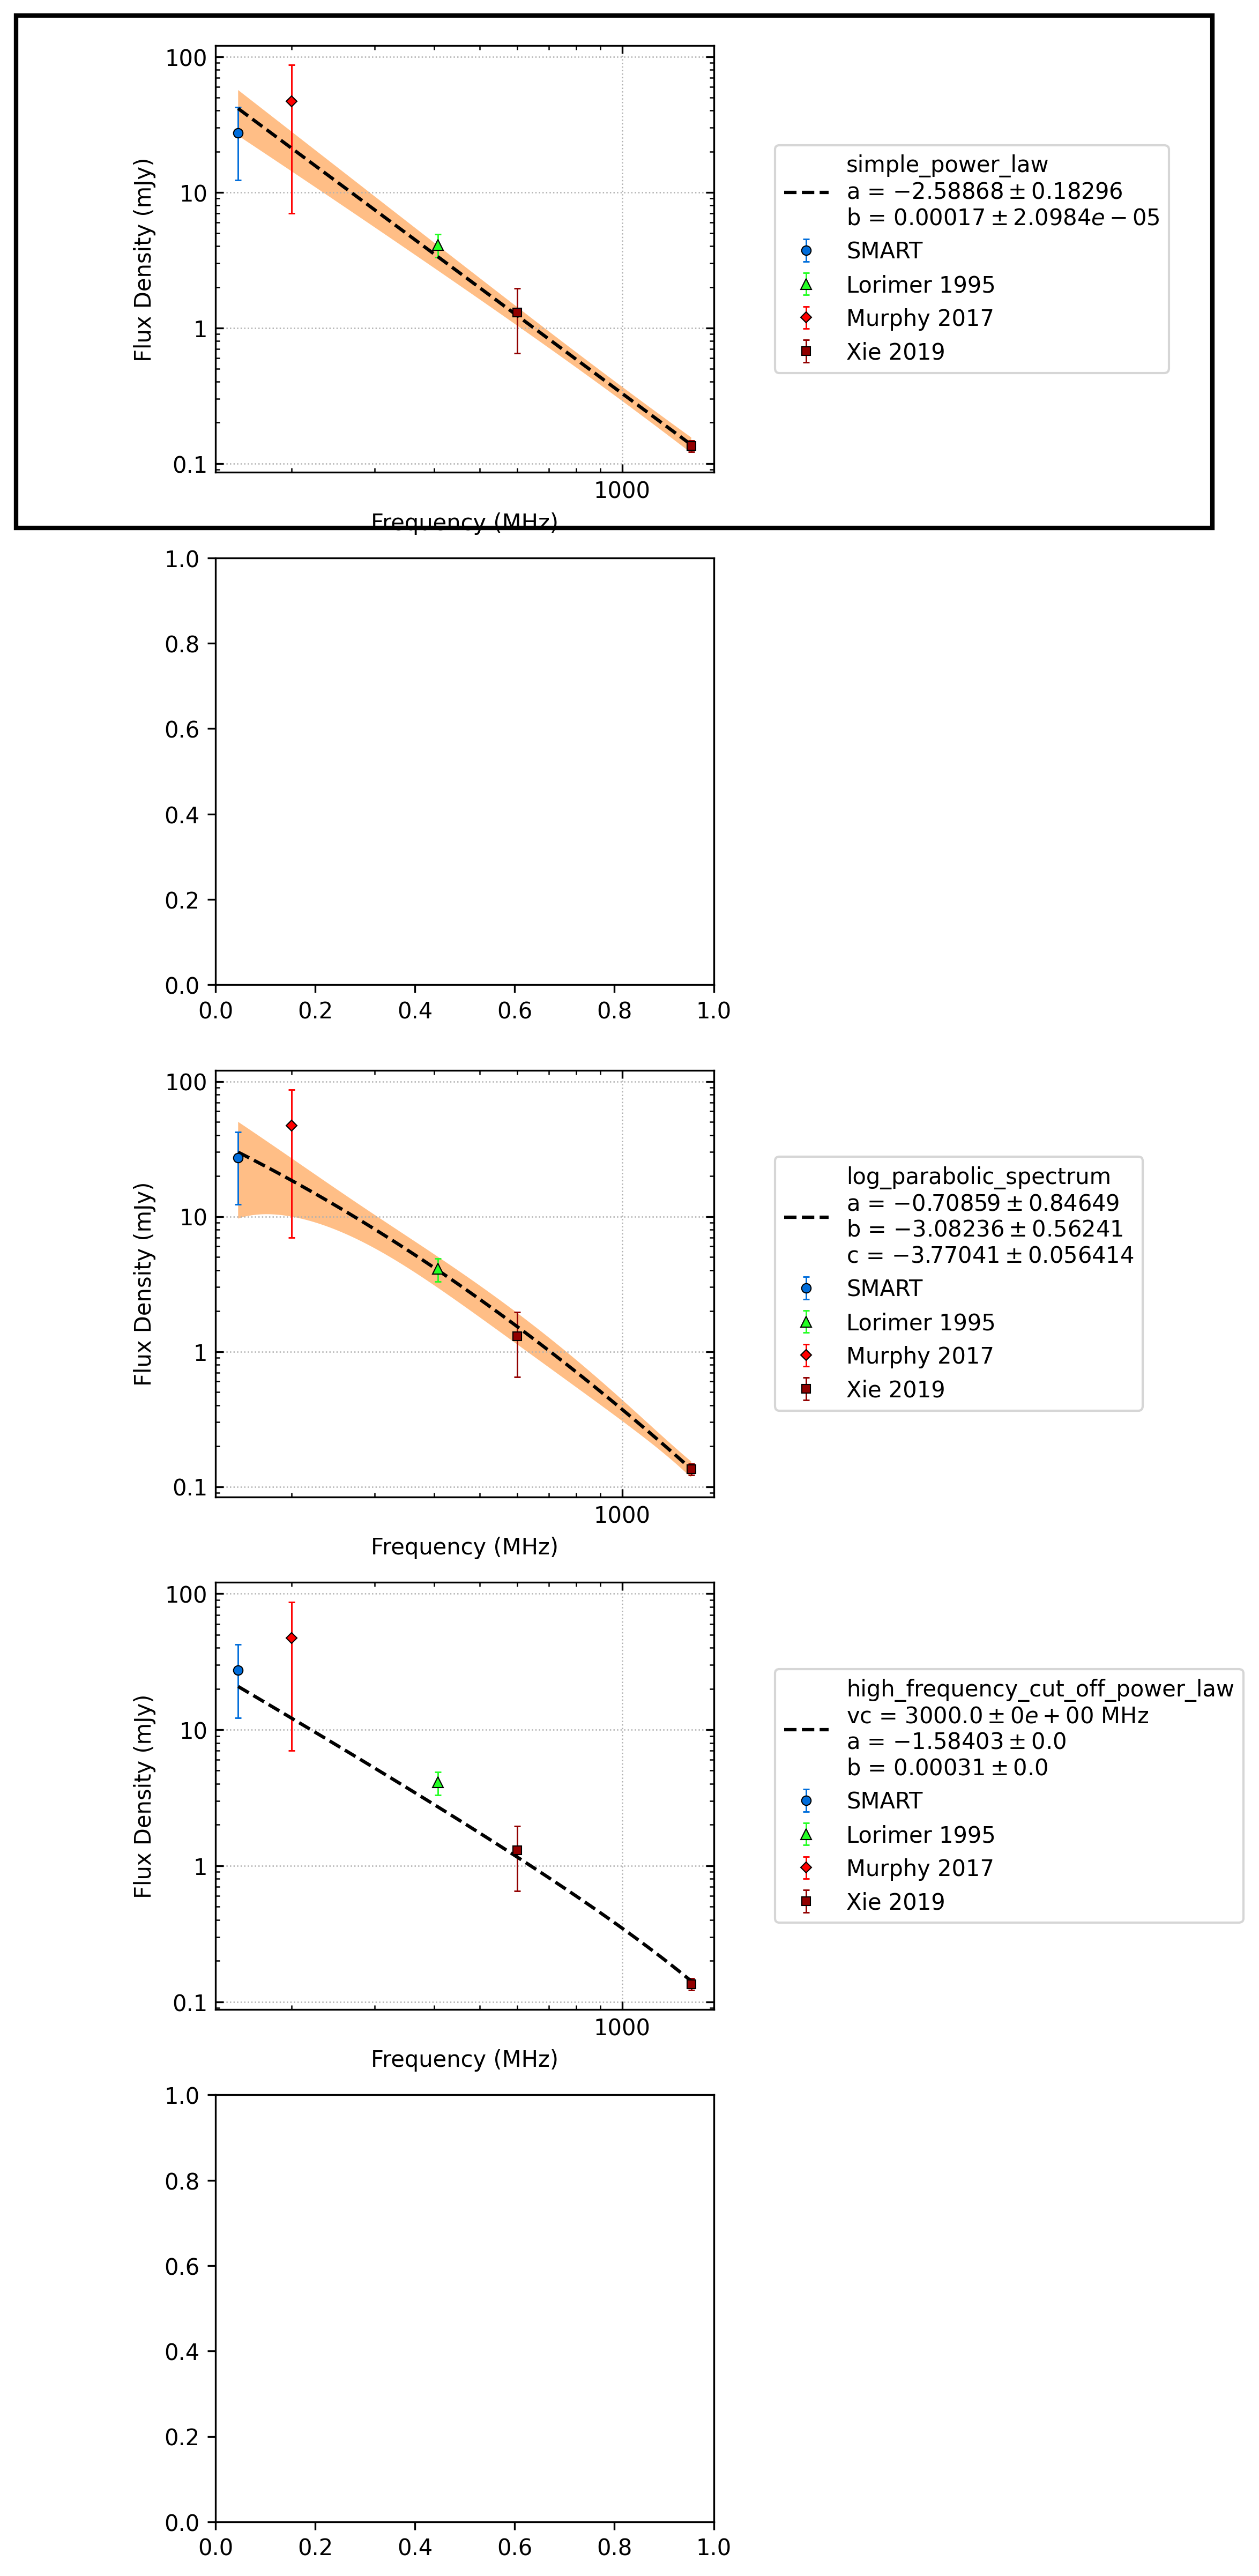 100
10
1
0.1
Flux Density (mJy)
1000
Frequency (MHz)
simple_power_law
a = −2.58868 ± 0.18296
b = 0.00017 ± 2.0984e − 05
SMART
Lorimer 1995
Murphy 2017
Xie 2019
1.0
0.8
0.6
0.4
0.2
0.0
0.0 0.2 0.4 0.6 0.8 1.0
100
10
1
0.1
Flux Density (mJy)
1000
Frequency (MHz)
log_parabolic_spectrum
a = −0.70859 ± 0.84649
b = −3.08236 ± 0.56241
c = −3.77041 ± 0.056414
SMART
Lorimer 1995
Murphy 2017
Xie 2019
100
10
1
0.1
Flux Density (mJy)
1000
Frequency (MHz)
high_frequency_cut_off_power_law
vc = 3000.0 ± 0e + 00 MHz
a = −1.58403 ± 0.0
b = 0.00031 ± 0.0
SMART
Lorimer 1995
Murphy 2017
Xie 2019
1.0
0.8
0.6
0.4
0.2
0.0
0.0 0.2 0.4 0.6 0.8 1.0